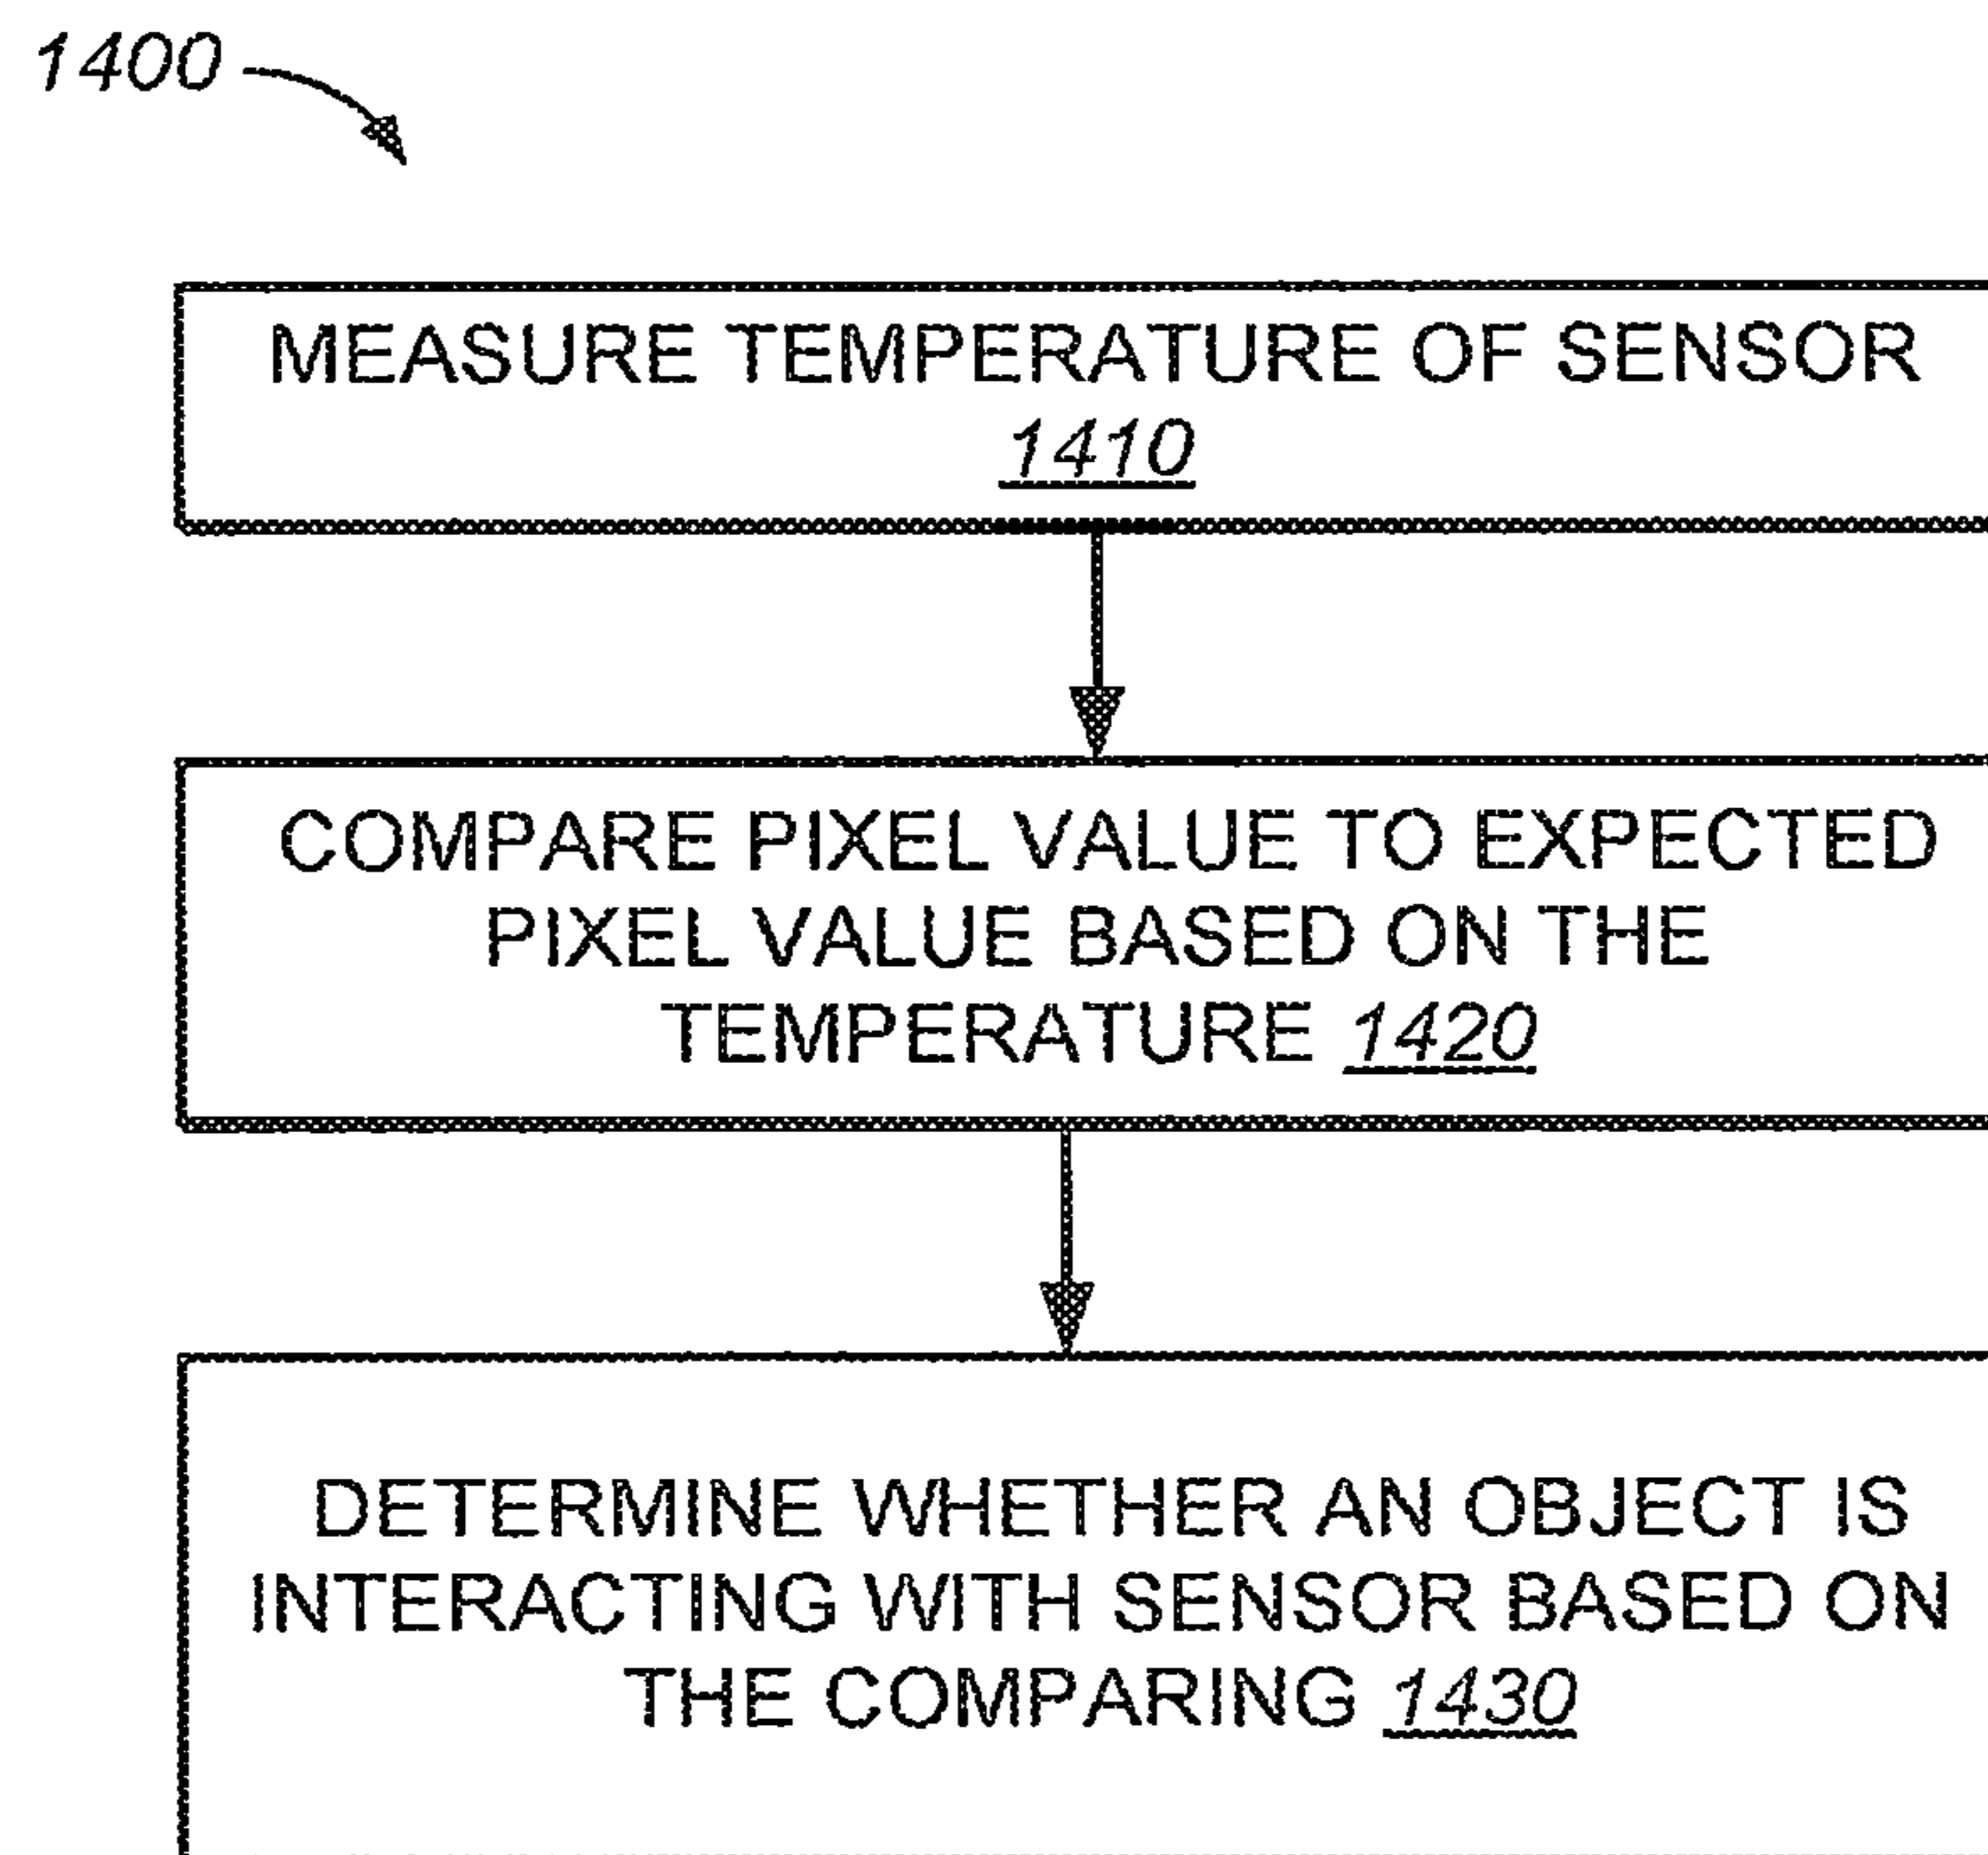 1400
MEASURE TEMPERATURE OF SENSOR
1410
COMPARE PIXEL VALUE TO EXPECTED
PIXEL VALUE BASED ON THE
TEMPERATURE 1420
DETERMINE WHETHER AN OBJECT IS
INTERACTING WITH SENSOR BASED ON
THE COMPARING 1430